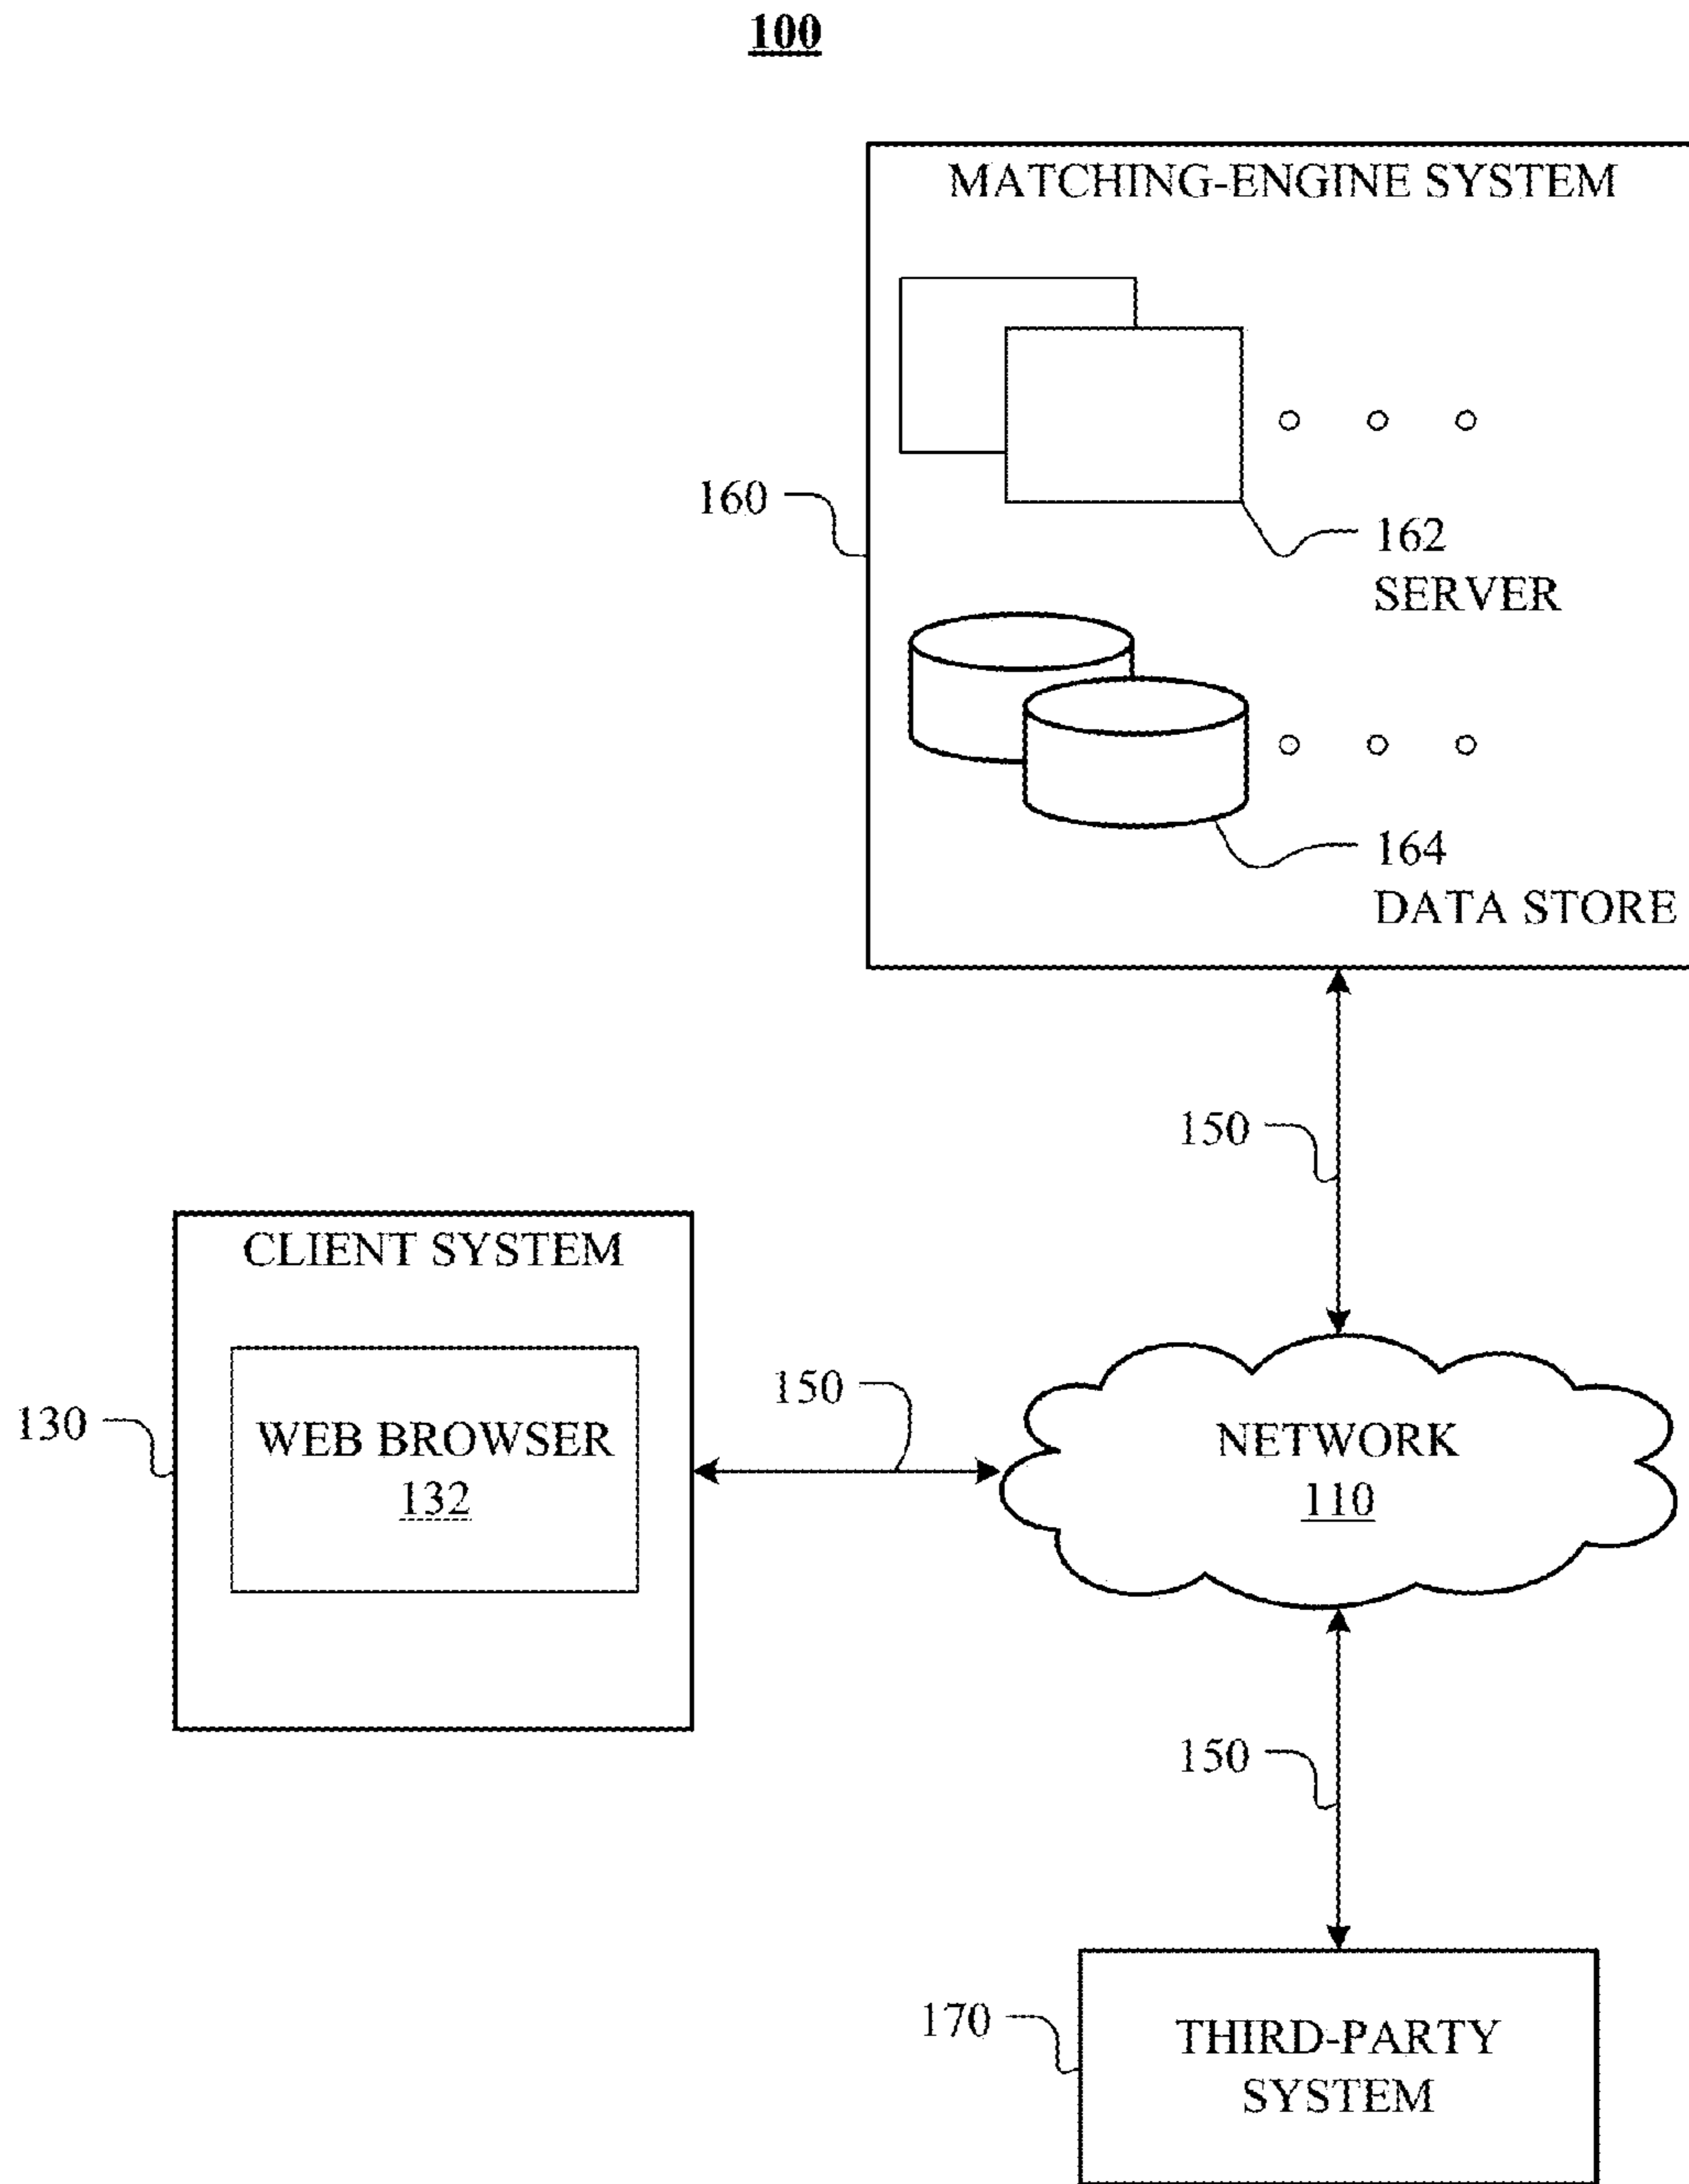 100
MATCHING-ENGINE SYSTEM
160
162
SERVER
164
DATA STORE
150
CLIENT SYSTEM
130
WEB BROWSER
132
150
NETWORK
110
150
170
THIRD-PARTY
SYSTEM